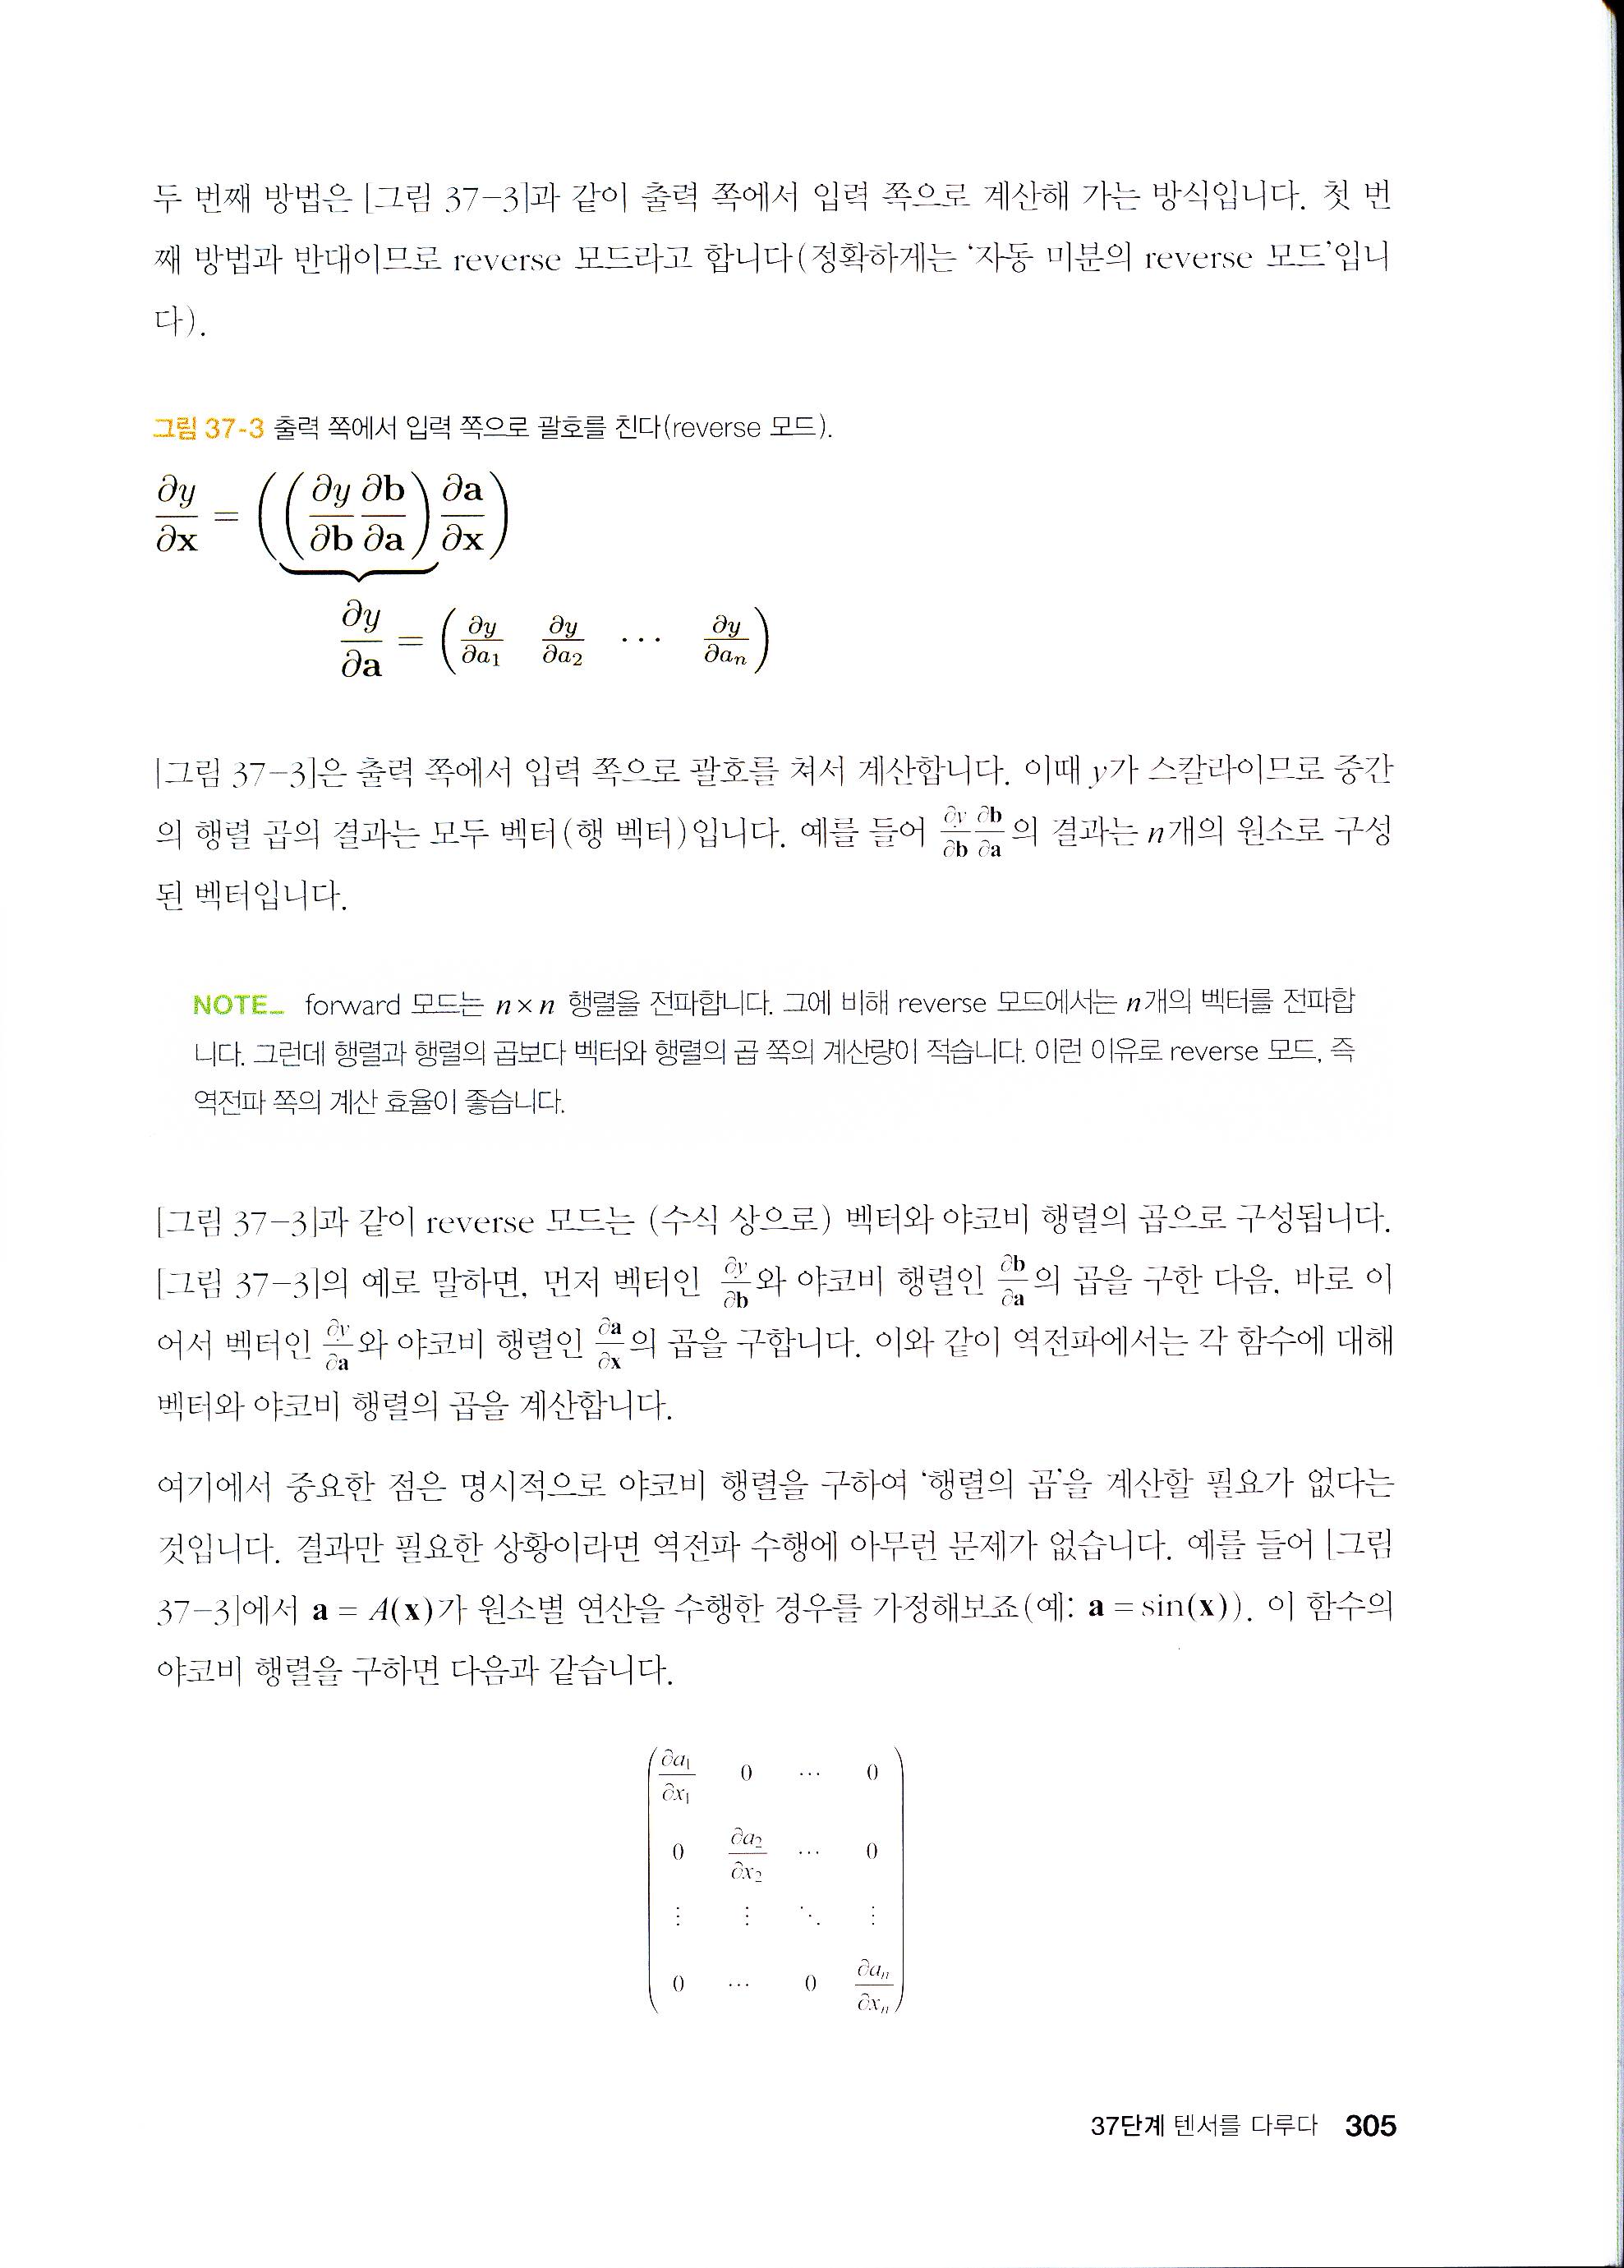 두 번째 방법은 [그림 37-3]과 같이 출력 쪽에서 입력 쪽으로 계산해 가는 방식입니다. 첫 번
째 방법과 반대이므로 reverse 모드라고 합니다(정확하게는 '자동 미분의 reverse 모드'입니
다).
그림 37-3 출력 쪽에서 입력 쪽으로 괄호를 친다(reverse 모드).
∂y/∂x = ((∂y/∂b ∂b/∂a) ∂a/∂x)
∂y/∂a = (∂y/∂a₁ ∂y/∂a₂ ⋯ ∂y/∂aₙ)
[그림 37-3]은 출력 쪽에서 입력 쪽으로 괄호를 쳐서 계산합니다. 이때 y가 스칼라이므로 중간
의 행렬 곱의 결과는 모두 벡터(행 벡터)입니다. 예를 들어 ∂y/∂b ∂b/∂a의 결과는 n개의 원소로 구성
된 벡터입니다.
NOTE_ forward 모드는 n×n 행렬을 전파합니다. 그에 비해 reverse 모드에서는 n개의 벡터를 전파합
니다. 그런데 행렬과 행렬의 곱보다 벡터와 행렬의 곱 쪽의 계산량이 적습니다. 이런 이유로 reverse 모드, 즉
역전파 쪽의 계산 효율이 좋습니다.
[그림 37-3]과 같이 reverse 모드는 (수식 상으로) 벡터와 야코비 행렬의 곱으로 구성됩니다.
[그림 37-3]의 예로 말하면, 먼저 벡터인 ∂y/∂b와 야코비 행렬인 ∂b/∂a의 곱을 구한 다음, 바로 이
어서 벡터인 ∂y/∂a와 야코비 행렬인 ∂a/∂x의 곱을 구합니다. 이와 같이 역전파에서는 각 함수에 대해
벡터와 야코비 행렬의 곱을 계산합니다.
여기에서 중요한 점은 명시적으로 야코비 행렬을 구하여 '행렬의 곱'을 계산할 필요가 없다는
것입니다. 결과만 필요한 상황이라면 역전파 수행에 아무런 문제가 없습니다. 예를 들어 [그림
37-3]에서 a = A(x)가 원소별 연산을 수행한 경우를 가정해보죠(예: a = sin(x)). 이 함수의
야코비 행렬을 구하면 다음과 같습니다.
∂a₁/∂x₁ 0 ⋯ 0
0 ∂a₂/∂x₂ ⋯ 0
⋮ ⋮ ⋱ ⋮
0 ⋯ 0 ∂aₙ/∂xₙ
37단계 텐서를 다루다 305